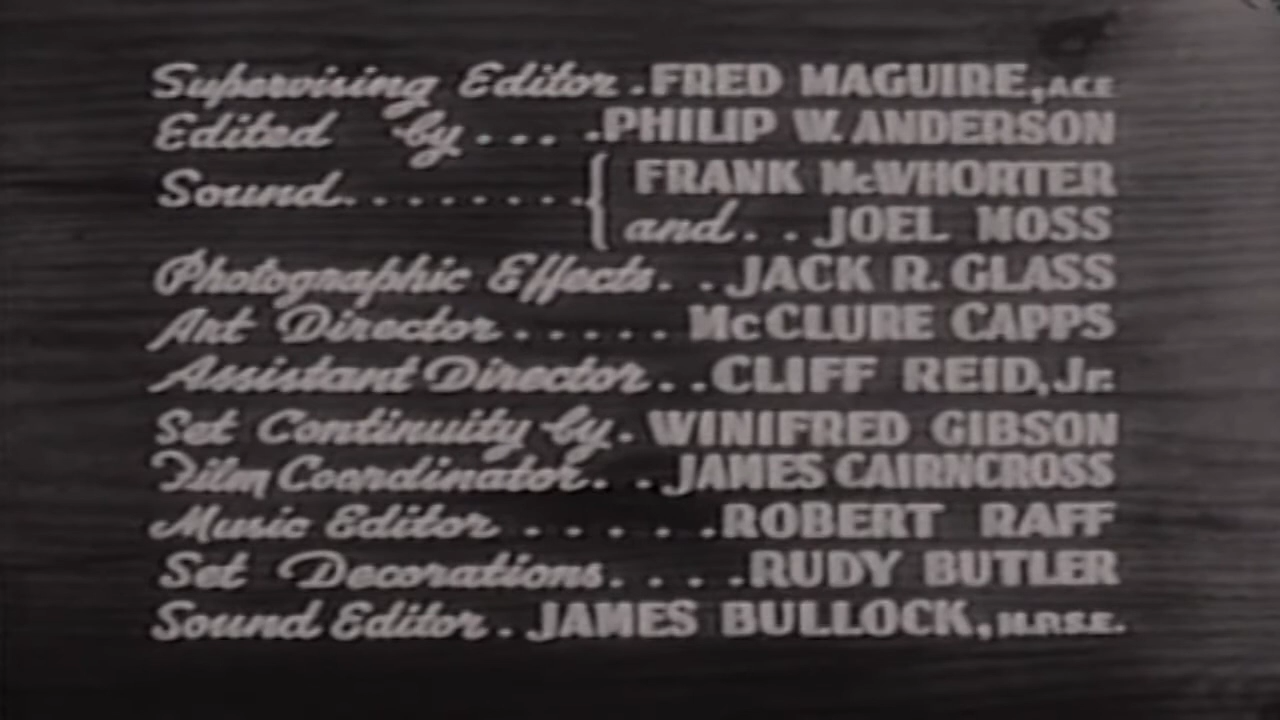 Supervising Editor . FRED MAGUIRE, A.C.E.
Edited by . . . . PHILIP W. ANDERSON
Sound . . . . . . . . { FRANK McWHORTER
and . . JOEL MOSS
Photographic Effects . . JACK R. GLASS
Art Director . . . . . McCLURE CAPPS
Assistant Director . . CLIFF REID, Jr.
Set Continuity by . WINIFRED GIBSON
Film Coordinator . . JAMES CAIRNCROSS
Music Editor . . . . . ROBERT RAFF
Set Decorations . . . . RUDY BUTLER
Sound Editor . JAMES BULLOCK,